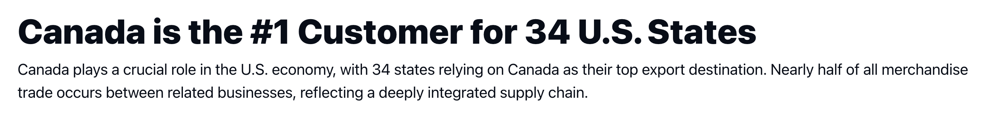 Canada is the #1 Customer for 34 U.S. States
Canada plays a crucial role in the U.S. economy, with 34 states relying on Canada as their top export destination. Nearly half of all merchandise
trade occurs between related businesses, reflecting a deeply integrated supply chain.